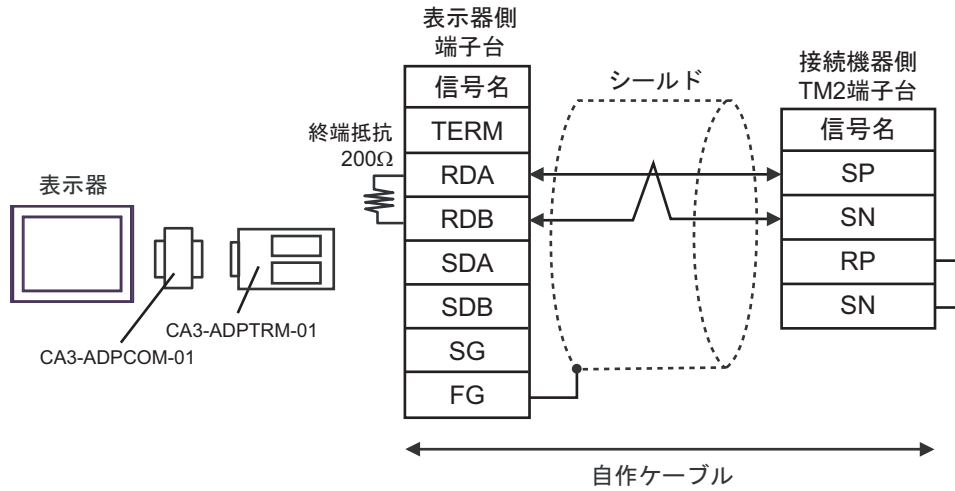 表示器側
端子台
信号名
TERM
RDA
RDB
SDA
SDB
SG
FG
終端抵抗
200Ω
シールド
接続機器側
TM2端子台
信号名
SP
SN
RP
SN
表示器
CA3-ADPTRM-01
CA3-ADPCOM-01
自作ケーブル